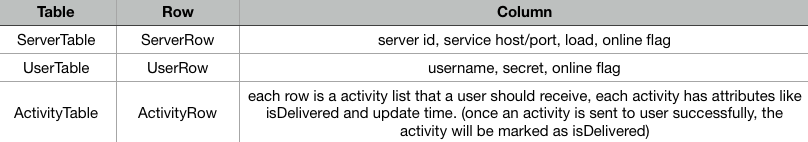 Table Row Column
ServerTable ServerRow server id, service host/port, load, online flag
UserTable UserRow username, secret, online flag
ActivityTable ActivityRow each row is a activity list that a user should receive, each activity has attributes like
isDelivered and update time. (once an activity is sent to user successfully, the
activity will be marked as isDelivered)